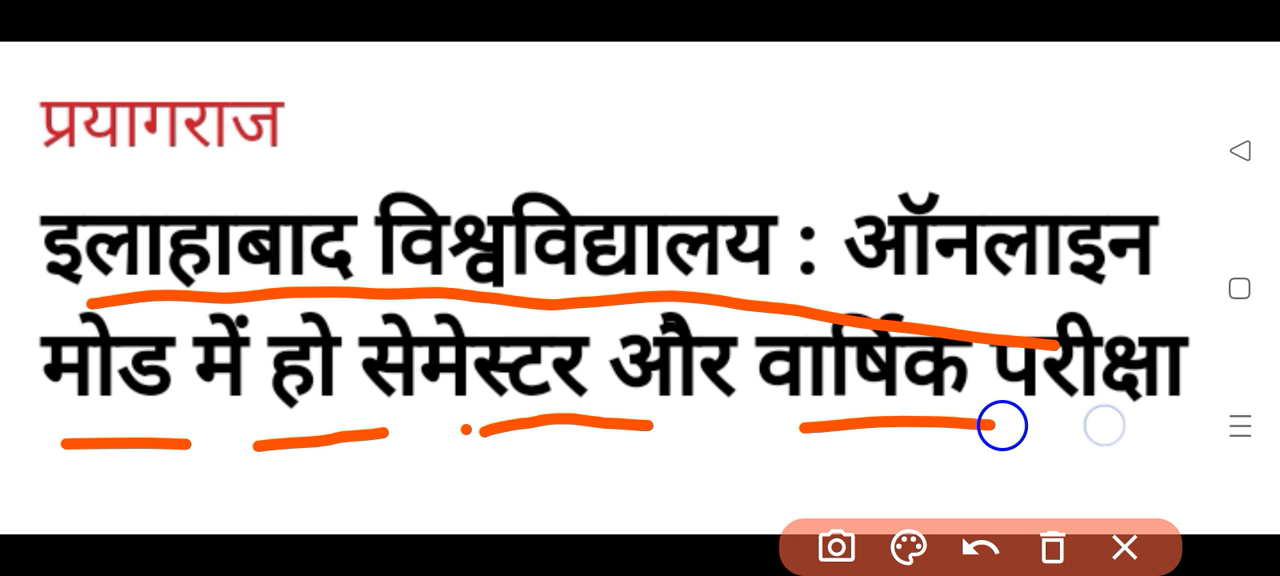 प्रयागराज
इलाहाबाद विश्वविद्यालय : ऑनलाइन
मोड में हो सेमेस्टर और वार्षिक परीक्षा